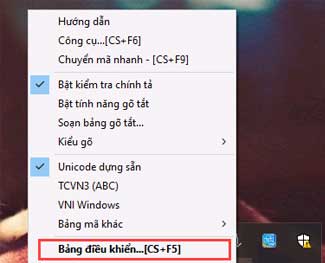 Hướng dẫn
Công cụ...[CS+F6]
Chuyển mã nhanh - [CS+F9]
Bật kiểm tra chính tả
Bật tính năng gõ tắt
Soạn bảng gõ tắt...
Kiểu gõ
Unicode dựng sẵn
TCVN3 (ABC)
VNI Windows
Bảng mã khác
Bảng điều khiển...[CS+F5]